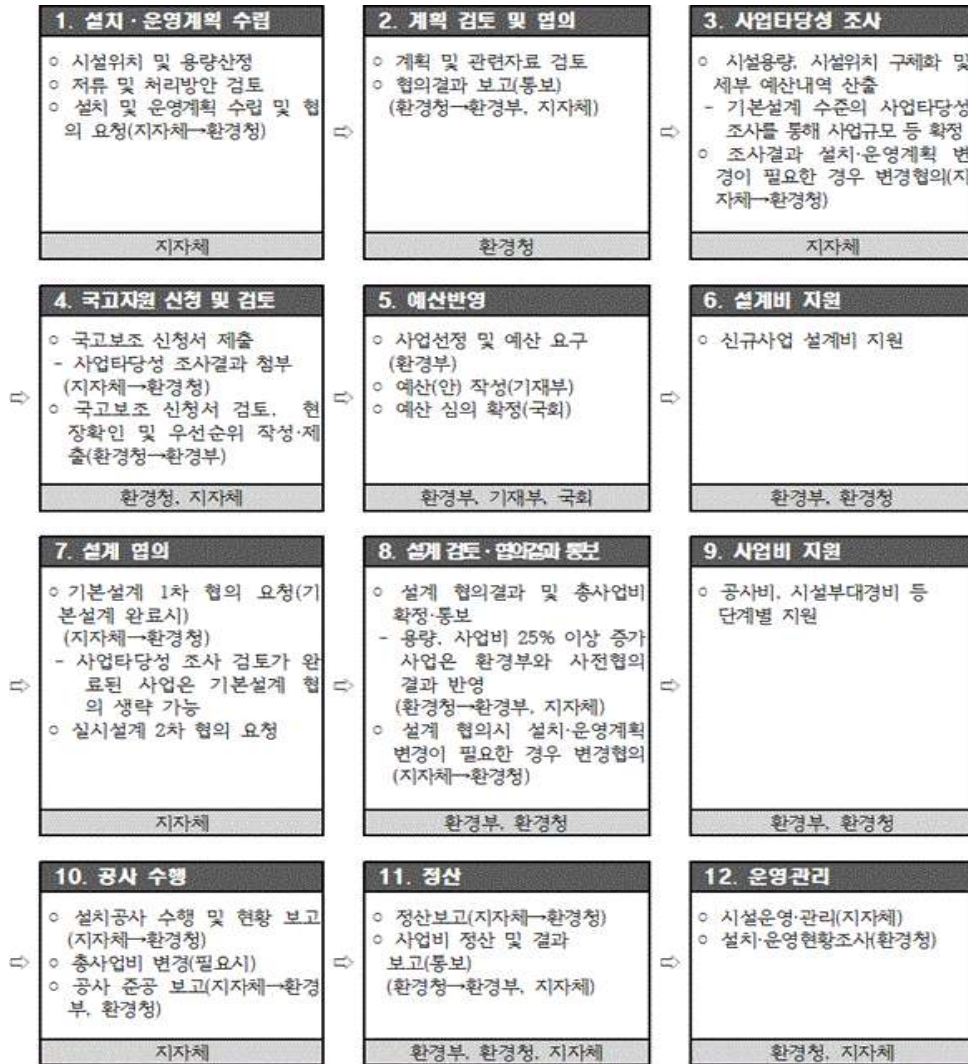 1. 설치·운영계획 수립
○ 시설위치 및 용량산정
○ 저류 및 처리방안 검토
○ 설치 및 운영계획 수립 및 협
의 요청(지자체→환경청)
지자체
⇨
2. 계획 검토 및 협의
○ 계획 및 관련자료 검토
○ 협의결과 보고(통보)
(환경청→환경부, 지자체)
환경청
⇨
3. 사업타당성 조사
○ 시설용량, 시설위치 구체화 및
세부 예산내역 산출
- 기본설계 수준의 사업타당성
조사를 통해 사업규모 등 확정
○ 조사결과 설치·운영계획 변
경이 필요한 경우 변경협의(지
자체→환경청)
지자체
⇨
4. 국고지원 신청 및 검토
○ 국고보조 신청서 제출
- 사업타당성 조사결과 첨부
(지자체→환경청)
○ 국고보조 신청서 검토, 현
장확인 및 우선순위 작성·제
출(환경청→환경부)
환경청, 지자체
⇨
5. 예산반영
○ 사업선정 및 예산 요구
(환경부)
○ 예산(안) 작성(기재부)
○ 예산 심의 확정(국회)
환경부, 기재부, 국회
⇨
6. 설계비 지원
○ 신규사업 설계비 지원
환경부, 환경청
⇨
7. 설계 협의
○ 기본설계 1차 협의 요청(기
본설계 완료시)
(지자체→환경청)
- 사업타당성 조사 검토가 완
료된 사업은 기본설계 협
의 생략 가능
○ 실시설계 2차 협의 요청
지자체
⇨
8. 설계 검토·협의결과 통보
○ 설계 협의결과 및 총사업비
확정·통보
- 용량, 사업비 25% 이상 증가
사업은 환경부와 사전협의
결과 반영
(환경청→환경부, 지자체)
○ 설계 협의시 설치·운영계획
변경이 필요한 경우 변경협의
(지자체→환경청)
환경부, 환경청
⇨
9. 사업비 지원
○ 공사비, 시설부대경비 등
단계별 지원
환경부, 환경청
⇨
10. 공사 수행
○ 설치공사 수행 및 현황 보고
(지자체→환경청)
○ 총사업비 변경(필요시)
○ 공사 준공 보고(지자체→환경
부, 환경청)
지자체
⇨
11. 정산
○ 정산보고(지자체→환경청)
○ 사업비 정산 및 결과
보고(통보)
(환경청→환경부, 지자체)
환경부, 환경청, 지자체
⇨
12. 운영관리
○ 시설운영·관리(지자체)
○ 설치·운영현황조사(환경청)
환경청, 지자체